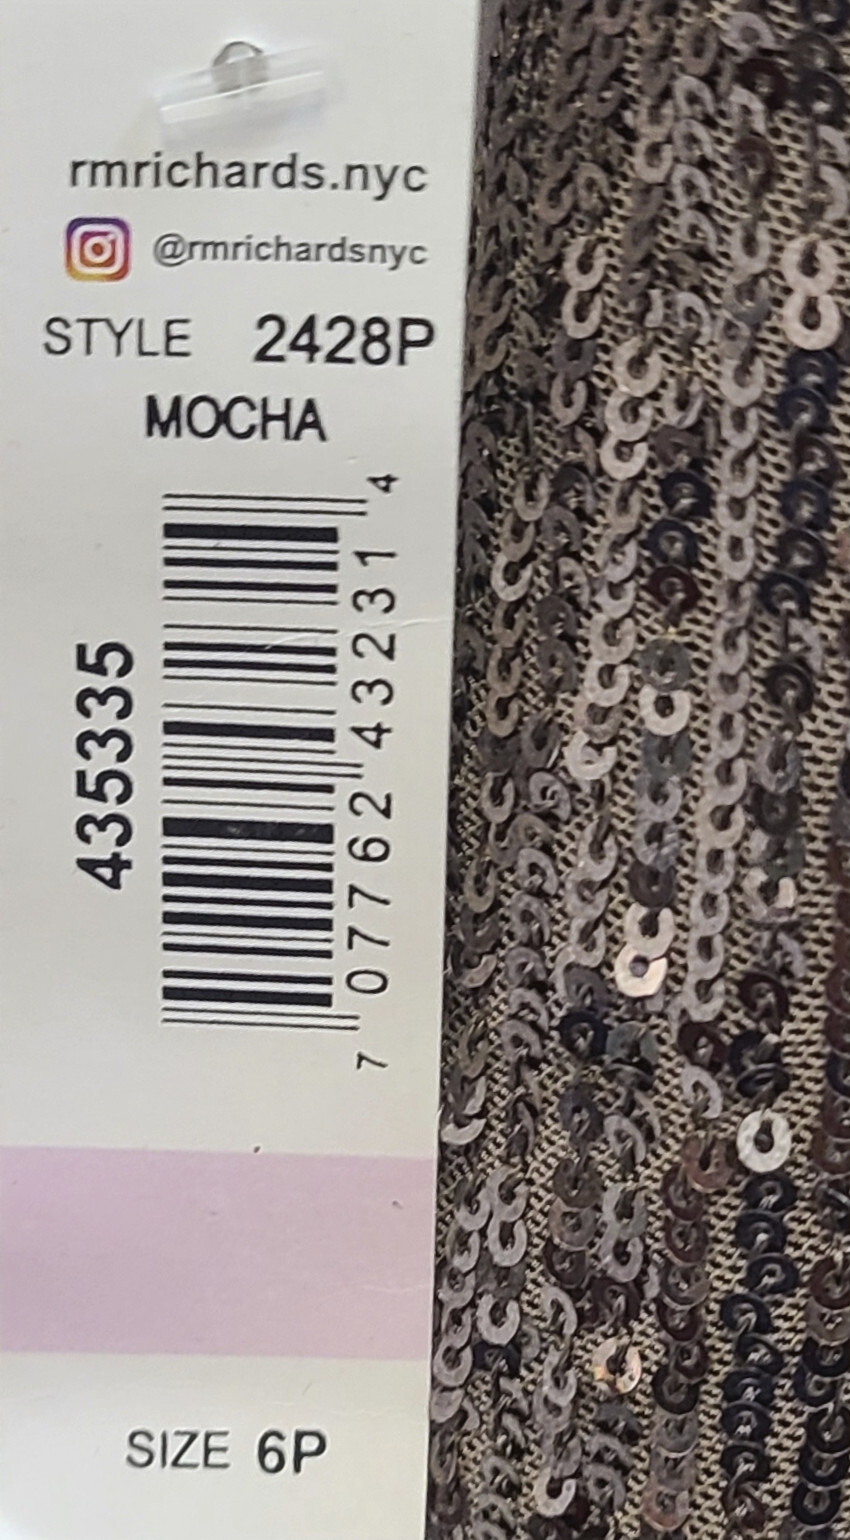 rmrichards.nyc
@rmrichardsnyc
STYLE 2428P
MOCHA
435335
7 07762 43231 4
SIZE 6P